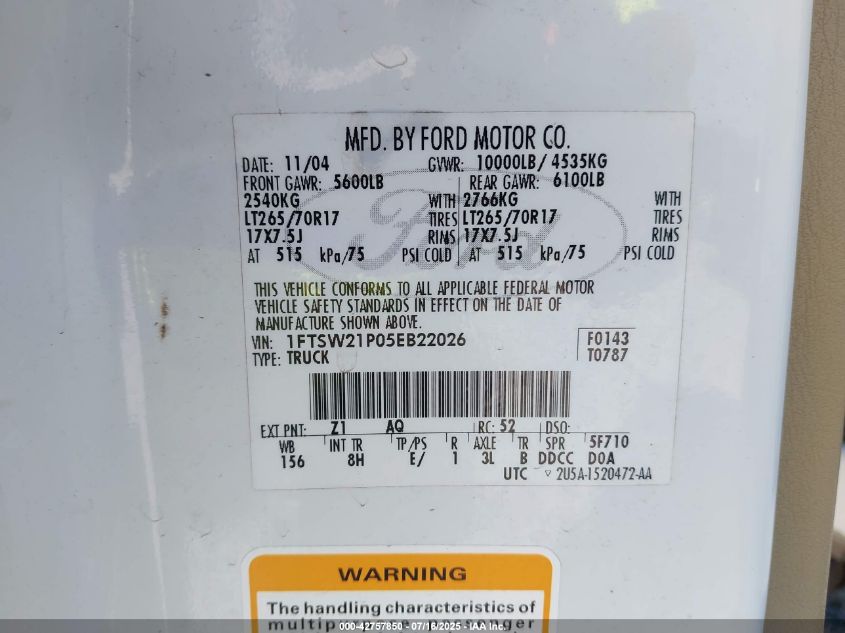 MFD. BY FORD MOTOR CO.
DATE: 11/04 GVWR: 10000LB/ 4535KG
FRONT GAWR: 5600LB REAR GAWR: 6100LB
2540KG WITH 2766KG WITH
LT265/70R17 TIRES LT265/70R17 TIRES
17X7.5J RIMS 17X7.5J RIMS
AT 515 kPa/75 PSI COLD AT 515 kPa/75 PSI COLD
Ford
THIS VEHICLE CONFORMS TO ALL APPLICABLE FEDERAL MOTOR
VEHICLE SAFETY STANDARDS IN EFFECT ON THE DATE OF
MANUFACTURE SHOWN ABOVE.
VIN: 1FTSW21P05EB22026 F0143
TYPE: TRUCK T0787
EXT PNT: Z1 AQ RC: 52 DSO:
WB INT TR TP/PS R AXLE TR SPR 5F710
156 8H E/ 1 3L B DDCC DOA
UTC ▽ 2U5A-1520472-AA
WARNING
The handling characteristics of
000-42757850 - 07/16/2025 - IAA Inc.